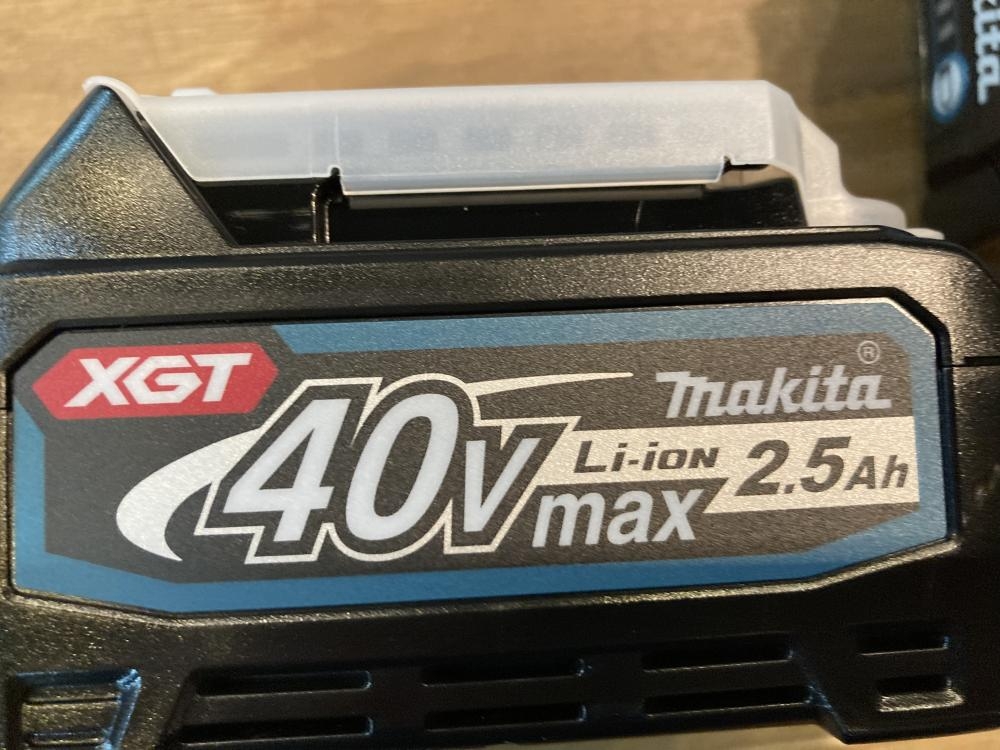 XGT
40V max
Li-ion 2.5Ah
makita®